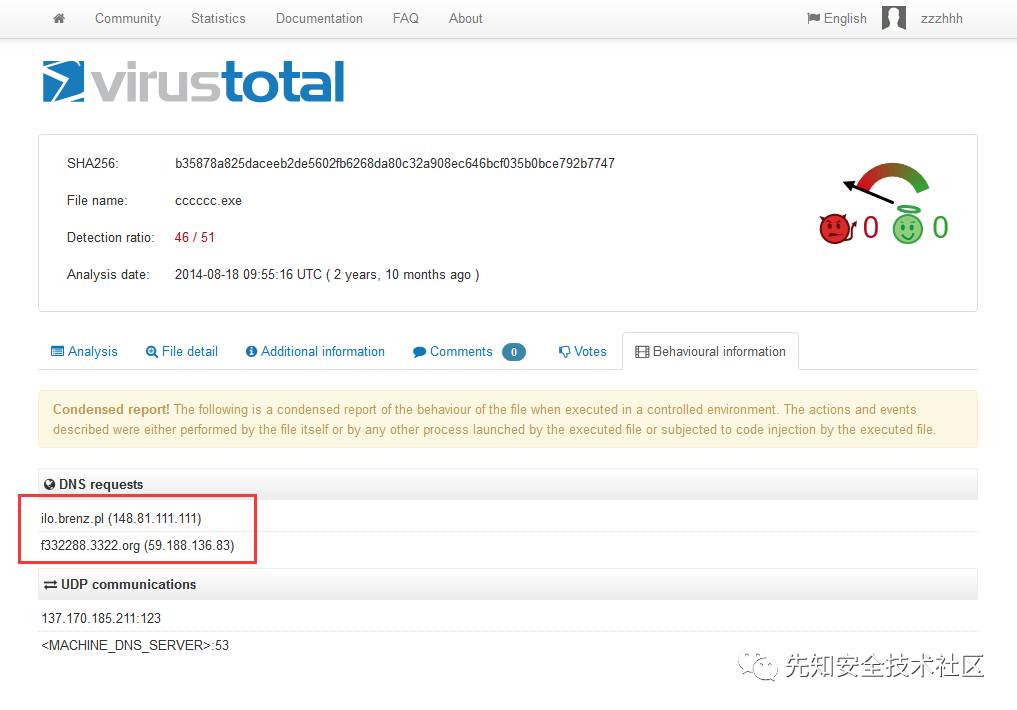 Community Statistics Documentation FAQ About English zzzhhh
virustotal
SHA256: b35878a825daceeb2de5602fb6268da80c32a908ec646bcf035b0bce792b7747
File name: cccccc.exe
Detection ratio: 46 / 51
Analysis date: 2014-08-18 09:55:16 UTC ( 2 years, 10 months ago )
0 0
Analysis File detail Additional information Comments 0 Votes Behavioural information
Condensed report! The following is a condensed report of the behaviour of the file when executed in a controlled environment. The actions and events
described were either performed by the file itself or by any other process launched by the executed file or subjected to code injection by the executed file.
DNS requests
ilo.brenz.pl (148.81.111.111)
f332288.3322.org (59.188.136.83)
UDP communications
137.170.185.211:123
<MACHINE_DNS_SERVER>:53
先知安全技术社区